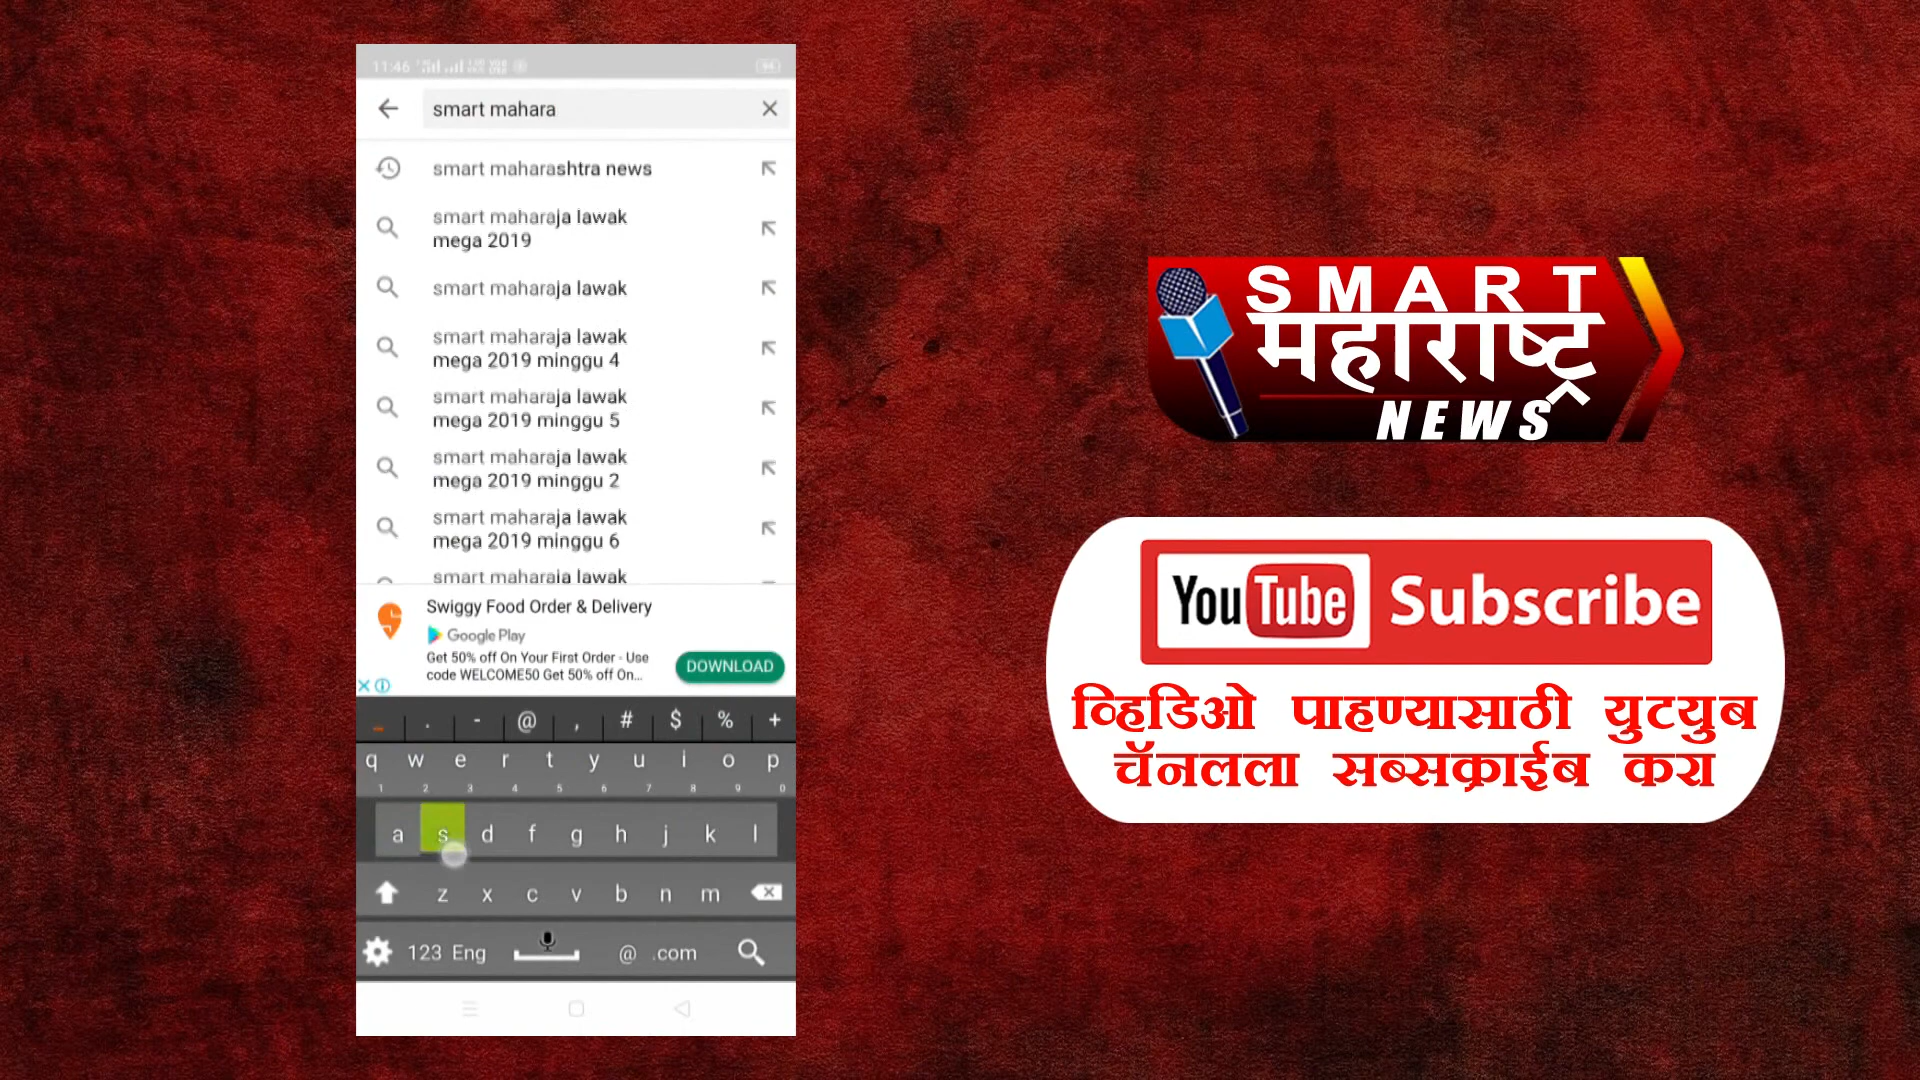 11:46
smart mahara
smart maharashtra news
smart maharaja lawak
mega 2019
smart maharaja lawak
smart maharaja lawak
mega 2019 minggu 4
smart maharaja lawak
mega 2019 minggu 5
smart maharaja lawak
mega 2019 minggu 2
smart maharaja lawak
mega 2019 minggu 6
smart maharaja lawak
Swiggy Food Order & Delivery
Google Play
Get 50% off On Your First Order - Use
code WELCOME50 Get 50% off On...
DOWNLOAD
_ . - @ , # $ % +
q w e r t y u i o p
1 2 3 4 5 6 7 8 9 0
a s d f g h j k l
z x c v b n m
123 Eng @ .com
SMART
महाराष्ट्र
NEWS
YouTube Subscribe
व्हिडिओ पाहण्यासाठी युटयुब
चॅनलला सब्सक्राईब करा